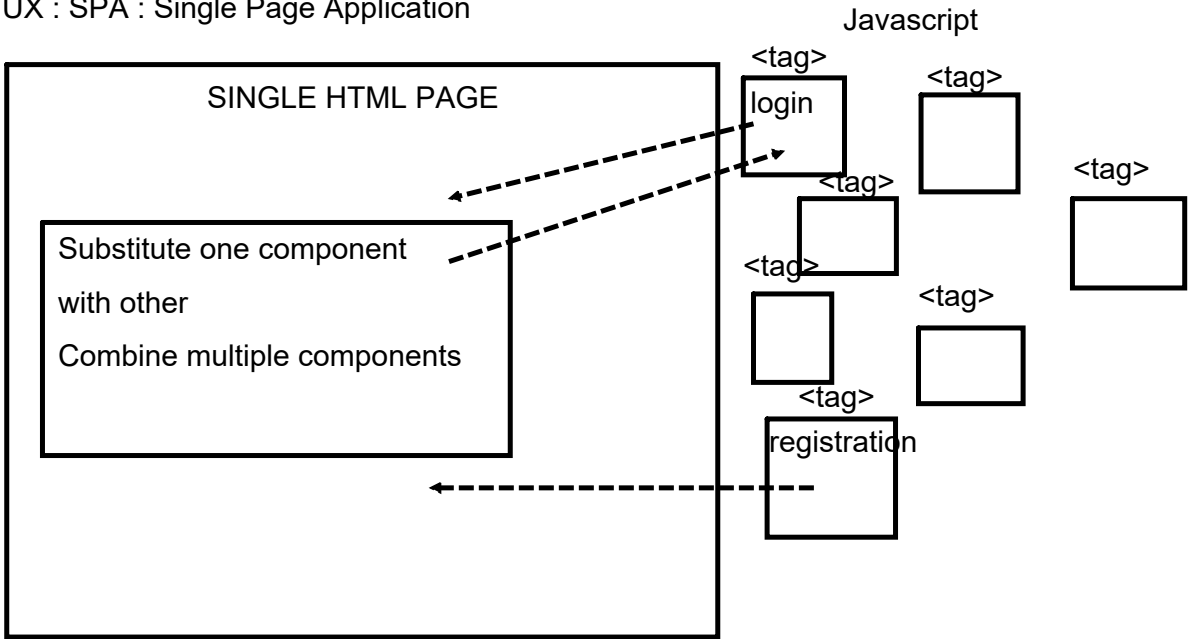 UX : SPA : Single Page Application
Javascript
SINGLE HTML PAGE
<tag>
login
<tag>
<tag>
<tag>
Substitute one component
with other
Combine multiple components
<tag>
<tag>
<tag>
registration